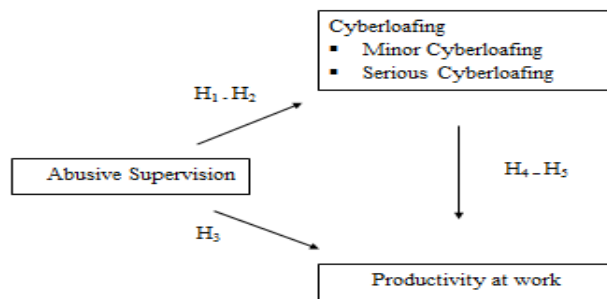 Cyberloafing
▪ Minor Cyberloafing
▪ Serious Cyberloafing
H₁ - H₂
Abusive Supervision
H₄ – H₅
H₃
Productivity at work